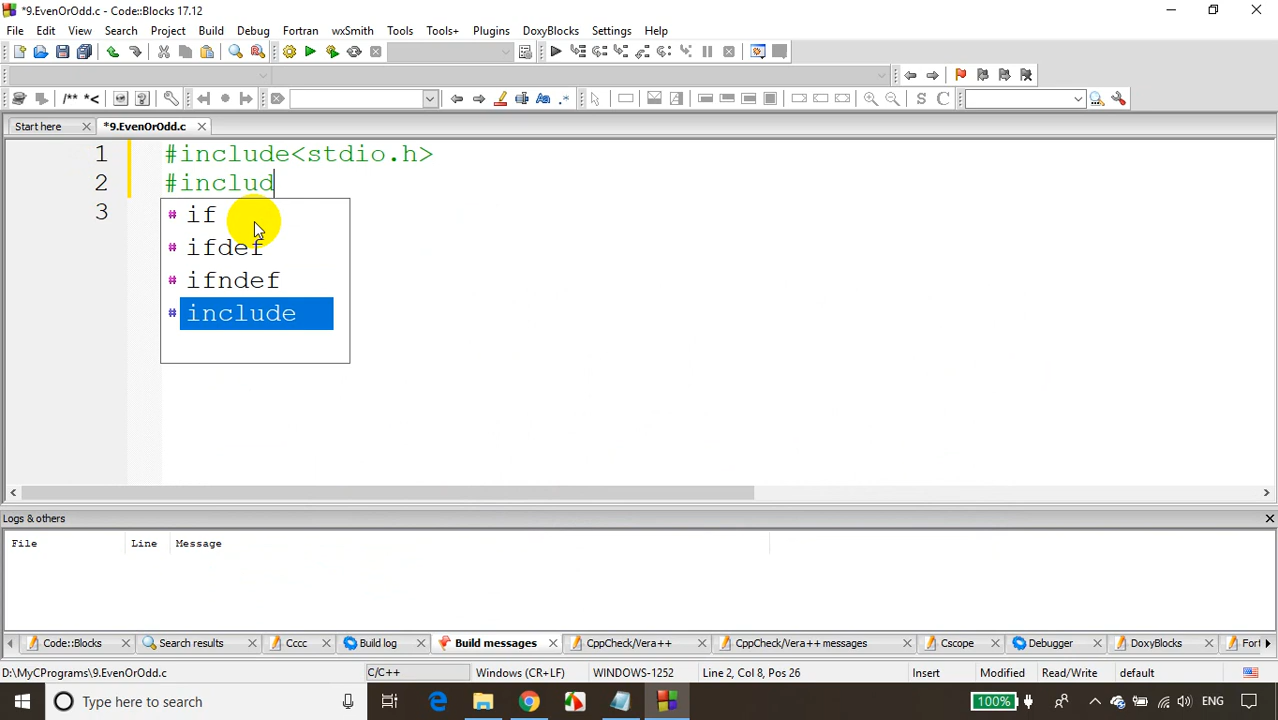 *9.EvenOrOdd.c - Code::Blocks 17.12
File Edit View Search Project Build Debug Fortran wxSmith Tools Tools+ Plugins DoxyBlocks Settings Help
/** *<
S C
Start here *9.EvenOrOdd.c
1 #include<stdio.h>
2 #includ
3
# if
# ifdef
# ifndef
# include
Logs & others
File Line Message
Code::Blocks Search results Cccc Build log Build messages CppCheck/Vera++ CppCheck/Vera++ messages Cscope Debugger DoxyBlocks Fort
D:\MyCPrograms\9.EvenOrOdd.c C/C++ Windows (CR+LF) WINDOWS-1252 Line 2, Col 8, Pos 26 Insert Modified Read/Write default
Type here to search 100% ENG